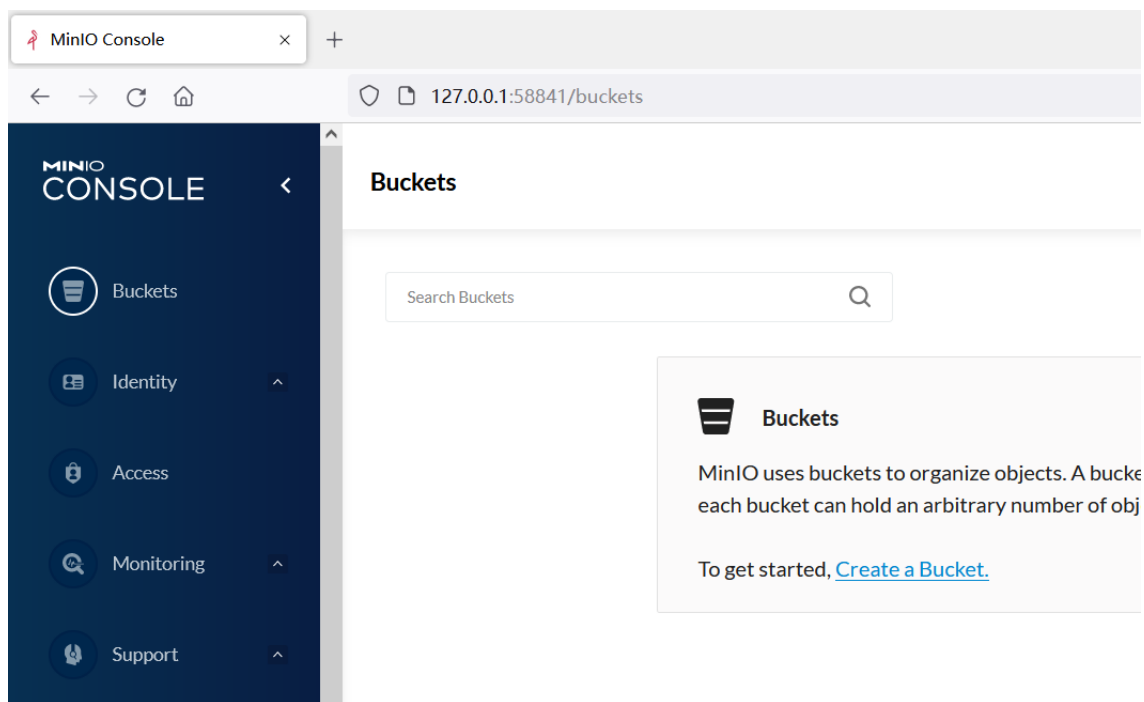 MinIO Console
127.0.0.1:58841/buckets
MINIO
CONSOLE
Buckets
Identity
Access
Monitoring
Support
Buckets
Search Buckets
Buckets
MinIO uses buckets to organize objects. A
each bucket can hold an arbitrary number of
To get started, Create a Bucket.